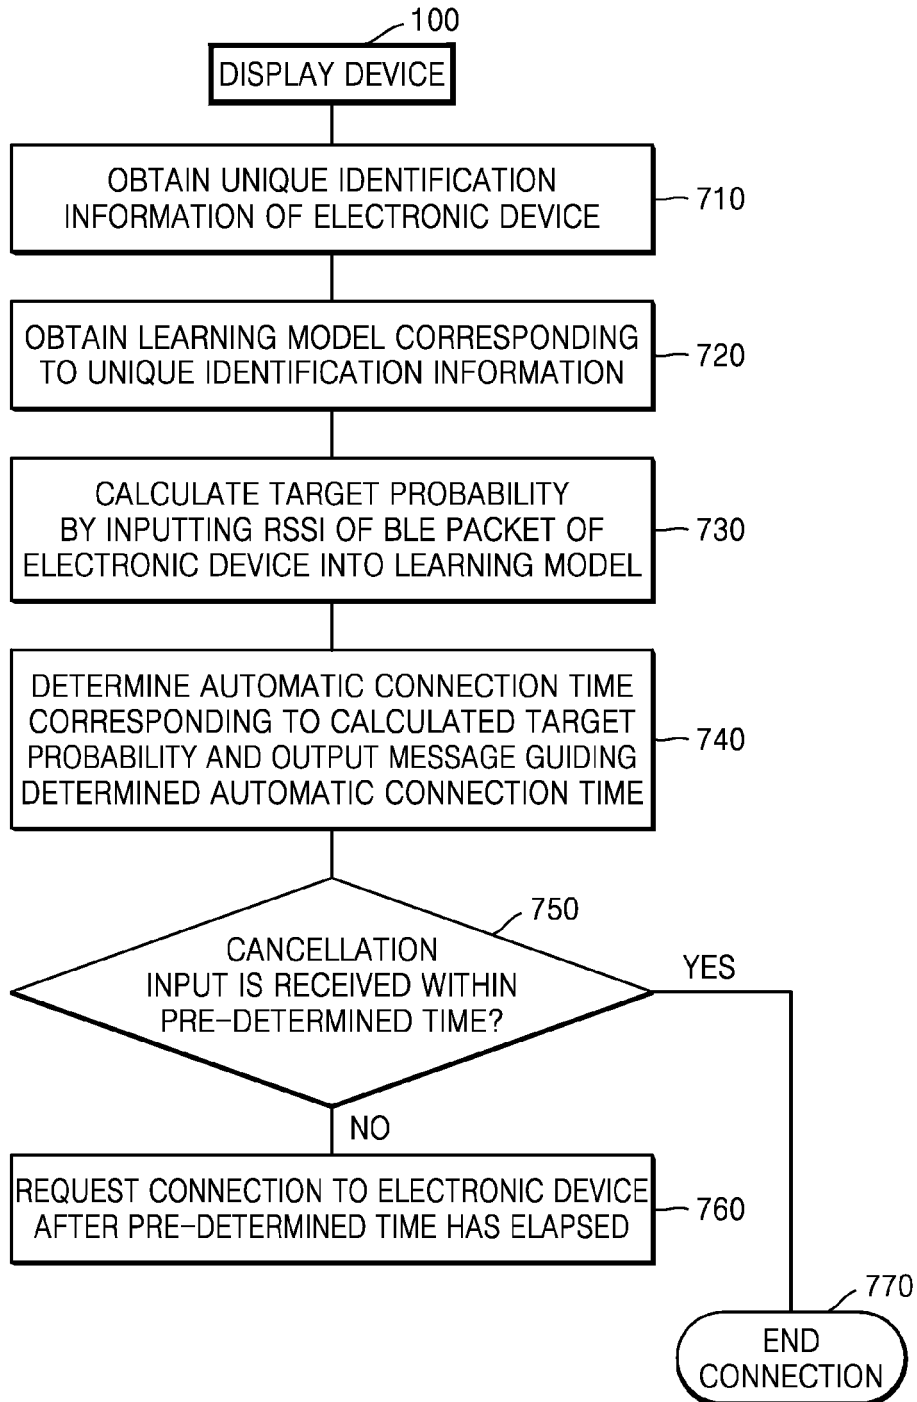 100
DISPLAY DEVICE
OBTAIN UNIQUE IDENTIFICATION
INFORMATION OF ELECTRONIC DEVICE
710
OBTAIN LEARNING MODEL CORRESPONDING
TO UNIQUE IDENTIFICATION INFORMATION
720
CALCULATE TARGET PROBABILITY
BY INPUTTING RSSI OF BLE PACKET OF
ELECTRONIC DEVICE INTO LEARNING MODEL
730
DETERMINE AUTOMATIC CONNECTION TIME
CORRESPONDING TO CALCULATED TARGET
PROBABILITY AND OUTPUT MESSAGE GUIDING
DETERMINED AUTOMATIC CONNECTION TIME
740
750
CANCELLATION
INPUT IS RECEIVED WITHIN
PRE-DETERMINED TIME?
YES
NO
REQUEST CONNECTION TO ELECTRONIC DEVICE
AFTER PRE-DETERMINED TIME HAS ELAPSED
760
770
END
CONNECTION